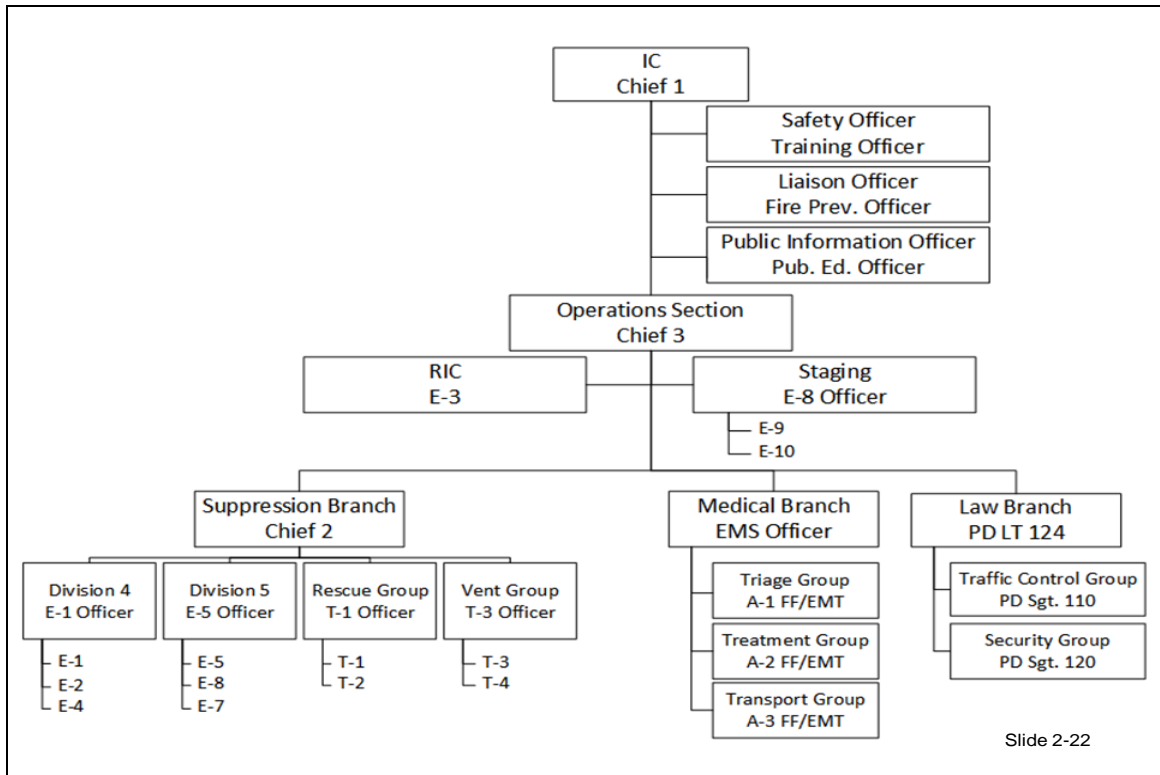 IC
Chief 1
Safety Officer
Training Officer
Liaison Officer
Fire Prev. Officer
Public Information Officer
Pub. Ed. Officer
Operations Section
Chief 3
RIC
E-3
Staging
E-8 Officer
E-9
E-10
Suppression Branch
Chief 2
Medical Branch
EMS Officer
Law Branch
PD LT 124
Division 4
E-1 Officer
E-1
E-2
E-4
Division 5
E-5 Officer
E-5
E-8
E-7
Rescue Group
T-1 Officer
T-1
T-2
Vent Group
T-3 Officer
T-3
T-4
Triage Group
A-1 FF/EMT
Treatment Group
A-2 FF/EMT
Transport Group
A-3 FF/EMT
Traffic Control Group
PD Sgt. 110
Security Group
PD Sgt. 120
Slide 2-22